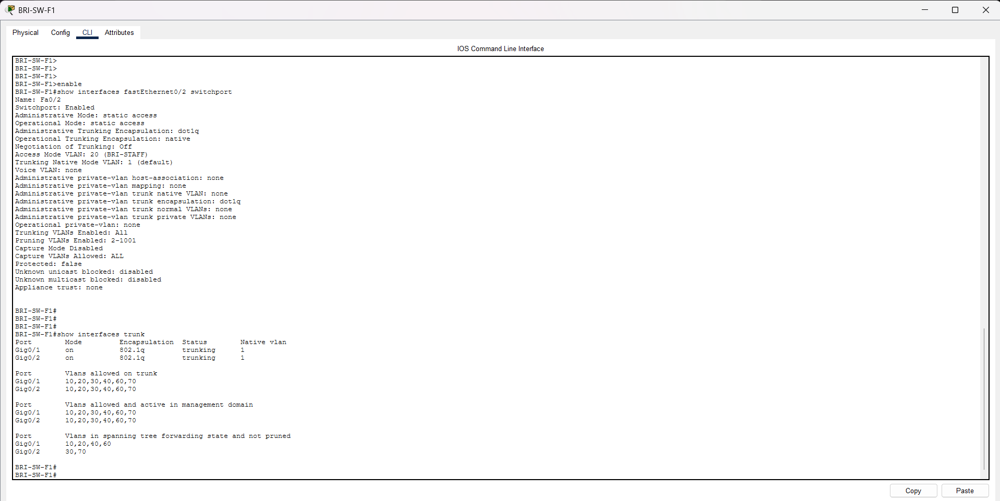 BRI-SW-F1
Physical Config CLI Attributes
IOS Command Line Interface
BRI-SW-F1>
BRI-SW-F1>
BRI-SW-F1>
BRI-SW-F1>enable
BRI-SW-F1#show interfaces fastEthernet0/2 switchport
Name: Fa0/2
Switchport: Enabled
Administrative Mode: static access
Operational Mode: static access
Administrative Trunking Encapsulation: dot1q
Operational Trunking Encapsulation: native
Negotiation of Trunking: Off
Access Mode VLAN: 20 (BRI-STAFF)
Trunking Native Mode VLAN: 1 (default)
Voice VLAN: none
Administrative private-vlan host-association: none
Administrative private-vlan mapping: none
Administrative private-vlan trunk native VLAN: none
Administrative private-vlan trunk encapsulation: dot1q
Administrative private-vlan trunk normal VLANs: none
Administrative private-vlan trunk private VLANs: none
Operational private-vlan: none
Trunking VLANs Enabled: All
Pruning VLANs Enabled: 2-1001
Capture Mode Disabled
Capture VLANs Allowed: ALL
Protected: false
Unknown unicast blocked: disabled
Unknown multicast blocked: disabled
Appliance trust: none
BRI-SW-F1#
BRI-SW-F1#
BRI-SW-F1#
BRI-SW-F1#show interfaces trunk
Port        Mode         Encapsulation  Status        Native vlan
Gig0/1      on           802.1q         trunking      1
Gig0/2      on           802.1q         trunking      1
Port        Vlans allowed on trunk
Gig0/1      10,20,30,40,60,70
Gig0/2      10,20,30,40,60,70
Port        Vlans allowed and active in management domain
Gig0/1      10,20,30,40,60,70
Gig0/2      10,20,30,40,60,70
Port        Vlans in spanning tree forwarding state and not pruned
Gig0/1      10,20,40,60
Gig0/2      30,70
BRI-SW-F1#
BRI-SW-F1#
Copy Paste